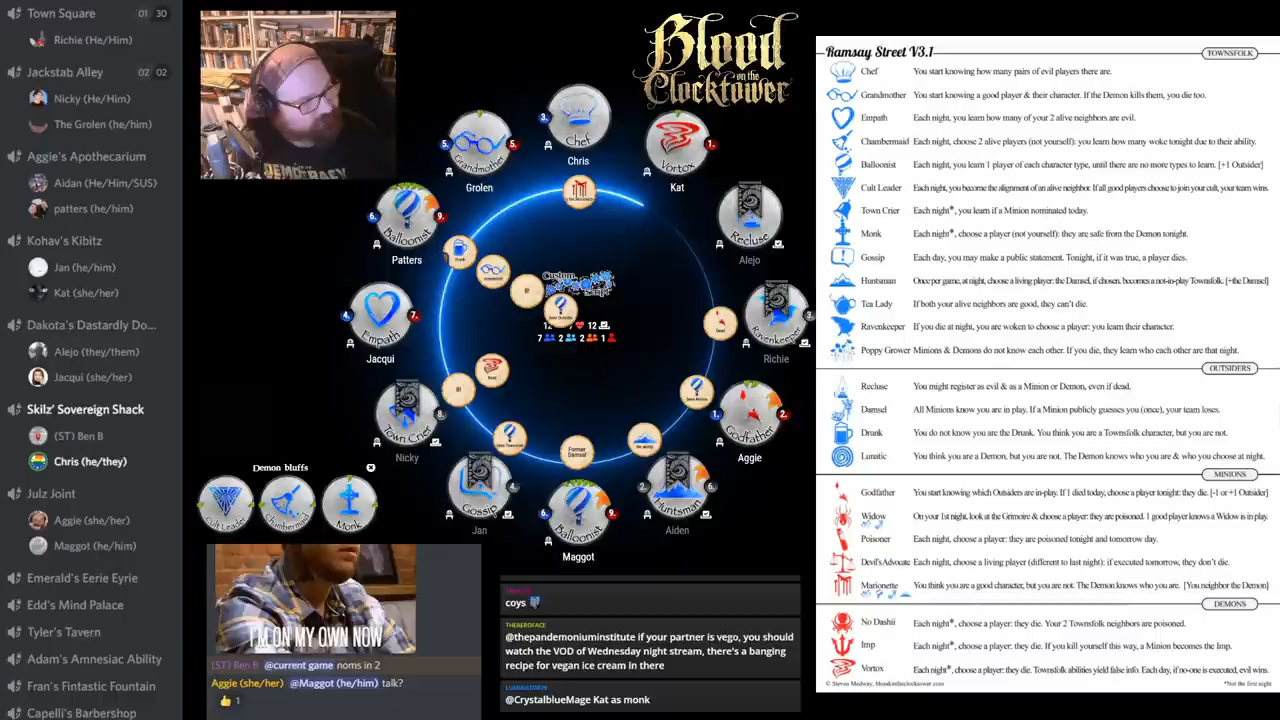 Town Square 01 30
Richie (He/Him)
02 02
(He/Him)
Grolen (he/him)
Aggie's Apothecarium
(He/Him/SUS)
(he/him)
Kohav's Kibitz
Jan (he/him)
(she/her)
Dakota's Dastardly Do...
Alejo (they/them)
Jacqui (she/her)
Skilz' Sovereign Shack
(ST) Ben B
Chris (he/they)
Julz Joint
Aggie (she/her)
Maggot (he/him)
Emerald's Eerie Eyrie
Edd's Opulent Palace
Tyler's Tavern
Capelli's Barbershop
Blood
on the
Clocktower
Chef
Chris
Vortox
Kat
Recluse
Alejo
Ravenkeeper
Richie
Godfather
Aggie
Huntsman
Aiden
Balloonist
Maggot
Gossip
Jan
Nicky
Empath
Jacqui
Balloonist
Patters
Grandmother
Grolen
Demon bluffs
Cult Leader
Chambermaid
Monk
I'M ON MY OWN NOW
(ST) Ben B @current game noms in 2
Aggie (she/her) @Maggot (he/him) talk?
1
coys
@thepandemoniuminstitute if your partner is vego, you should
watch the VOD of Wednesday night stream, there's a banging
recipe for vegan ice cream in there
@CrystalblueMage Kat as monk
Ramsay Street V3.1
TOWNSFOLK
Chef You start knowing how many pairs of evil players there are.
Grandmother You start knowing a good player & their character. If the Demon kills them, you die too.
Empath Each night, you learn how many of your 2 alive neighbors are evil.
Chambermaid Each night, choose 2 alive players (not yourself): you learn how many woke tonight due to their ability.
Balloonist Each night, you learn 1 player of each character type, until there are no more types to learn. [+1 Outsider]
Cult Leader Each night, you become the alignment of an alive neighbor. If all good players choose to join your cult, your team wins.
Town Crier Each night*, you learn if a Minion nominated today.
Monk Each night*, choose a player (not yourself): they are safe from the Demon tonight.
Gossip Each day, you may make a public statement. Tonight, if it was true, a player dies.
Huntsman Once per game, at night, choose a living player: the Damsel, if chosen, becomes a not-in-play Townsfolk. [+the Damsel]
Tea Lady If both your alive neighbors are good, they can't die.
Ravenkeeper If you die at night, you are woken to choose a player: you learn their character.
Poppy Grower Minions & Demons do not know each other. If you die, they learn who each other are that night.
OUTSIDERS
Recluse You might register as evil & as a Minion or Demon, even if dead.
Damsel All Minions know you are in play. If a Minion publicly guesses you (once), your team loses.
Drunk You do not know you are the Drunk. You think you are a Townsfolk character, but you are not.
Lunatic You think you are a Demon, but you are not. The Demon knows who you are & who you choose at night.
MINIONS
Godfather You start knowing which Outsiders are in-play. If 1 died today, choose a player tonight: they die. [-1 or +1 Outsider]
Widow On your 1st night, look at the Grimoire & choose a player: they are poisoned. 1 good player knows a Widow is in play.
Poisoner Each night, choose a player: they are poisoned tonight and tomorrow day.
Devil's Advocate Each night, choose a living player (different to last night): if executed tomorrow, they don't die.
Marionette You think you are a good character, but you are not. The Demon knows who you are. [You neighbor the Demon]
DEMONS
No Dashii Each night*, choose a player: they die. Your 2 Townsfolk neighbors are poisoned.
Imp Each night*, choose a player: they die. If you kill yourself this way, a Minion becomes the Imp.
Vortox Each night*, choose a player: they die. Townsfolk abilities yield false info. Each day, if no-one is executed, evil wins.
© Steven Medway, bloodontheclocktower.com
*Not the first night